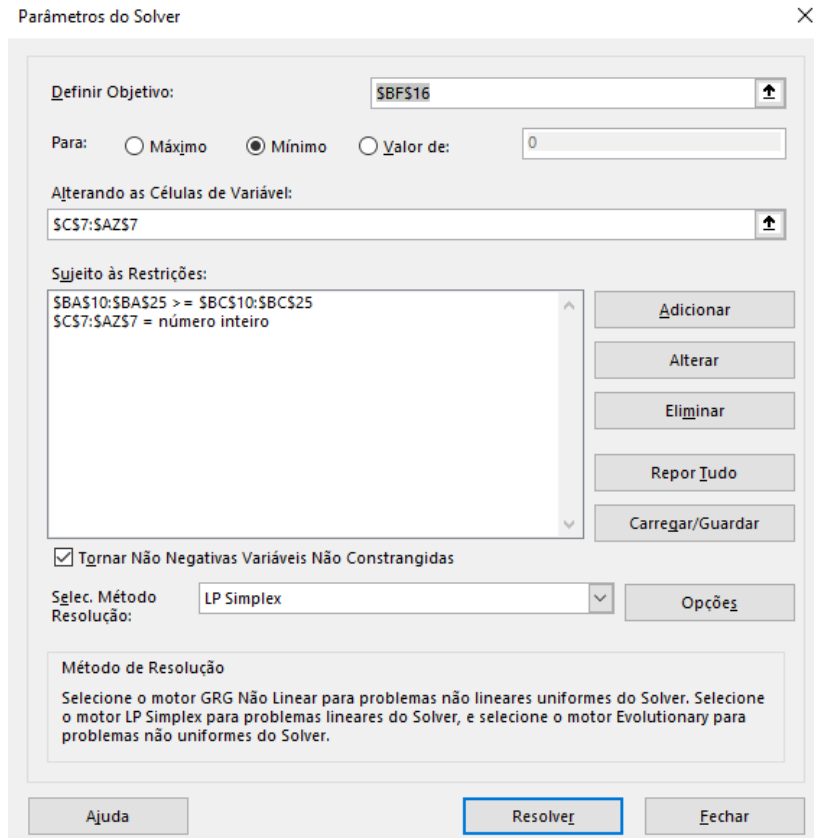 Parâmetros do Solver
Definir Objetivo:
$BF$16
Para:
Máximo
Mínimo
Valor de:
0
Alterando as Células de Variável:
$C$7:$AZ$7
Sujeito às Restrições:
$BA$10:$BA$25 >= $BC$10:$BC$25
$C$7:$AZ$7 = número inteiro
Adicionar
Alterar
Eliminar
Repor Tudo
Carregar/Guardar
Tornar Não Negativas Variáveis Não Constrangidas
Selec. Método
Resolução:
LP Simplex
Opções
Método de Resolução
Selecione o motor GRG Não Linear para problemas não lineares uniformes do Solver. Selecione
o motor LP Simplex para problemas lineares do Solver, e selecione o motor Evolutionary para
problemas não uniformes do Solver.
Ajuda
Resolver
Fechar